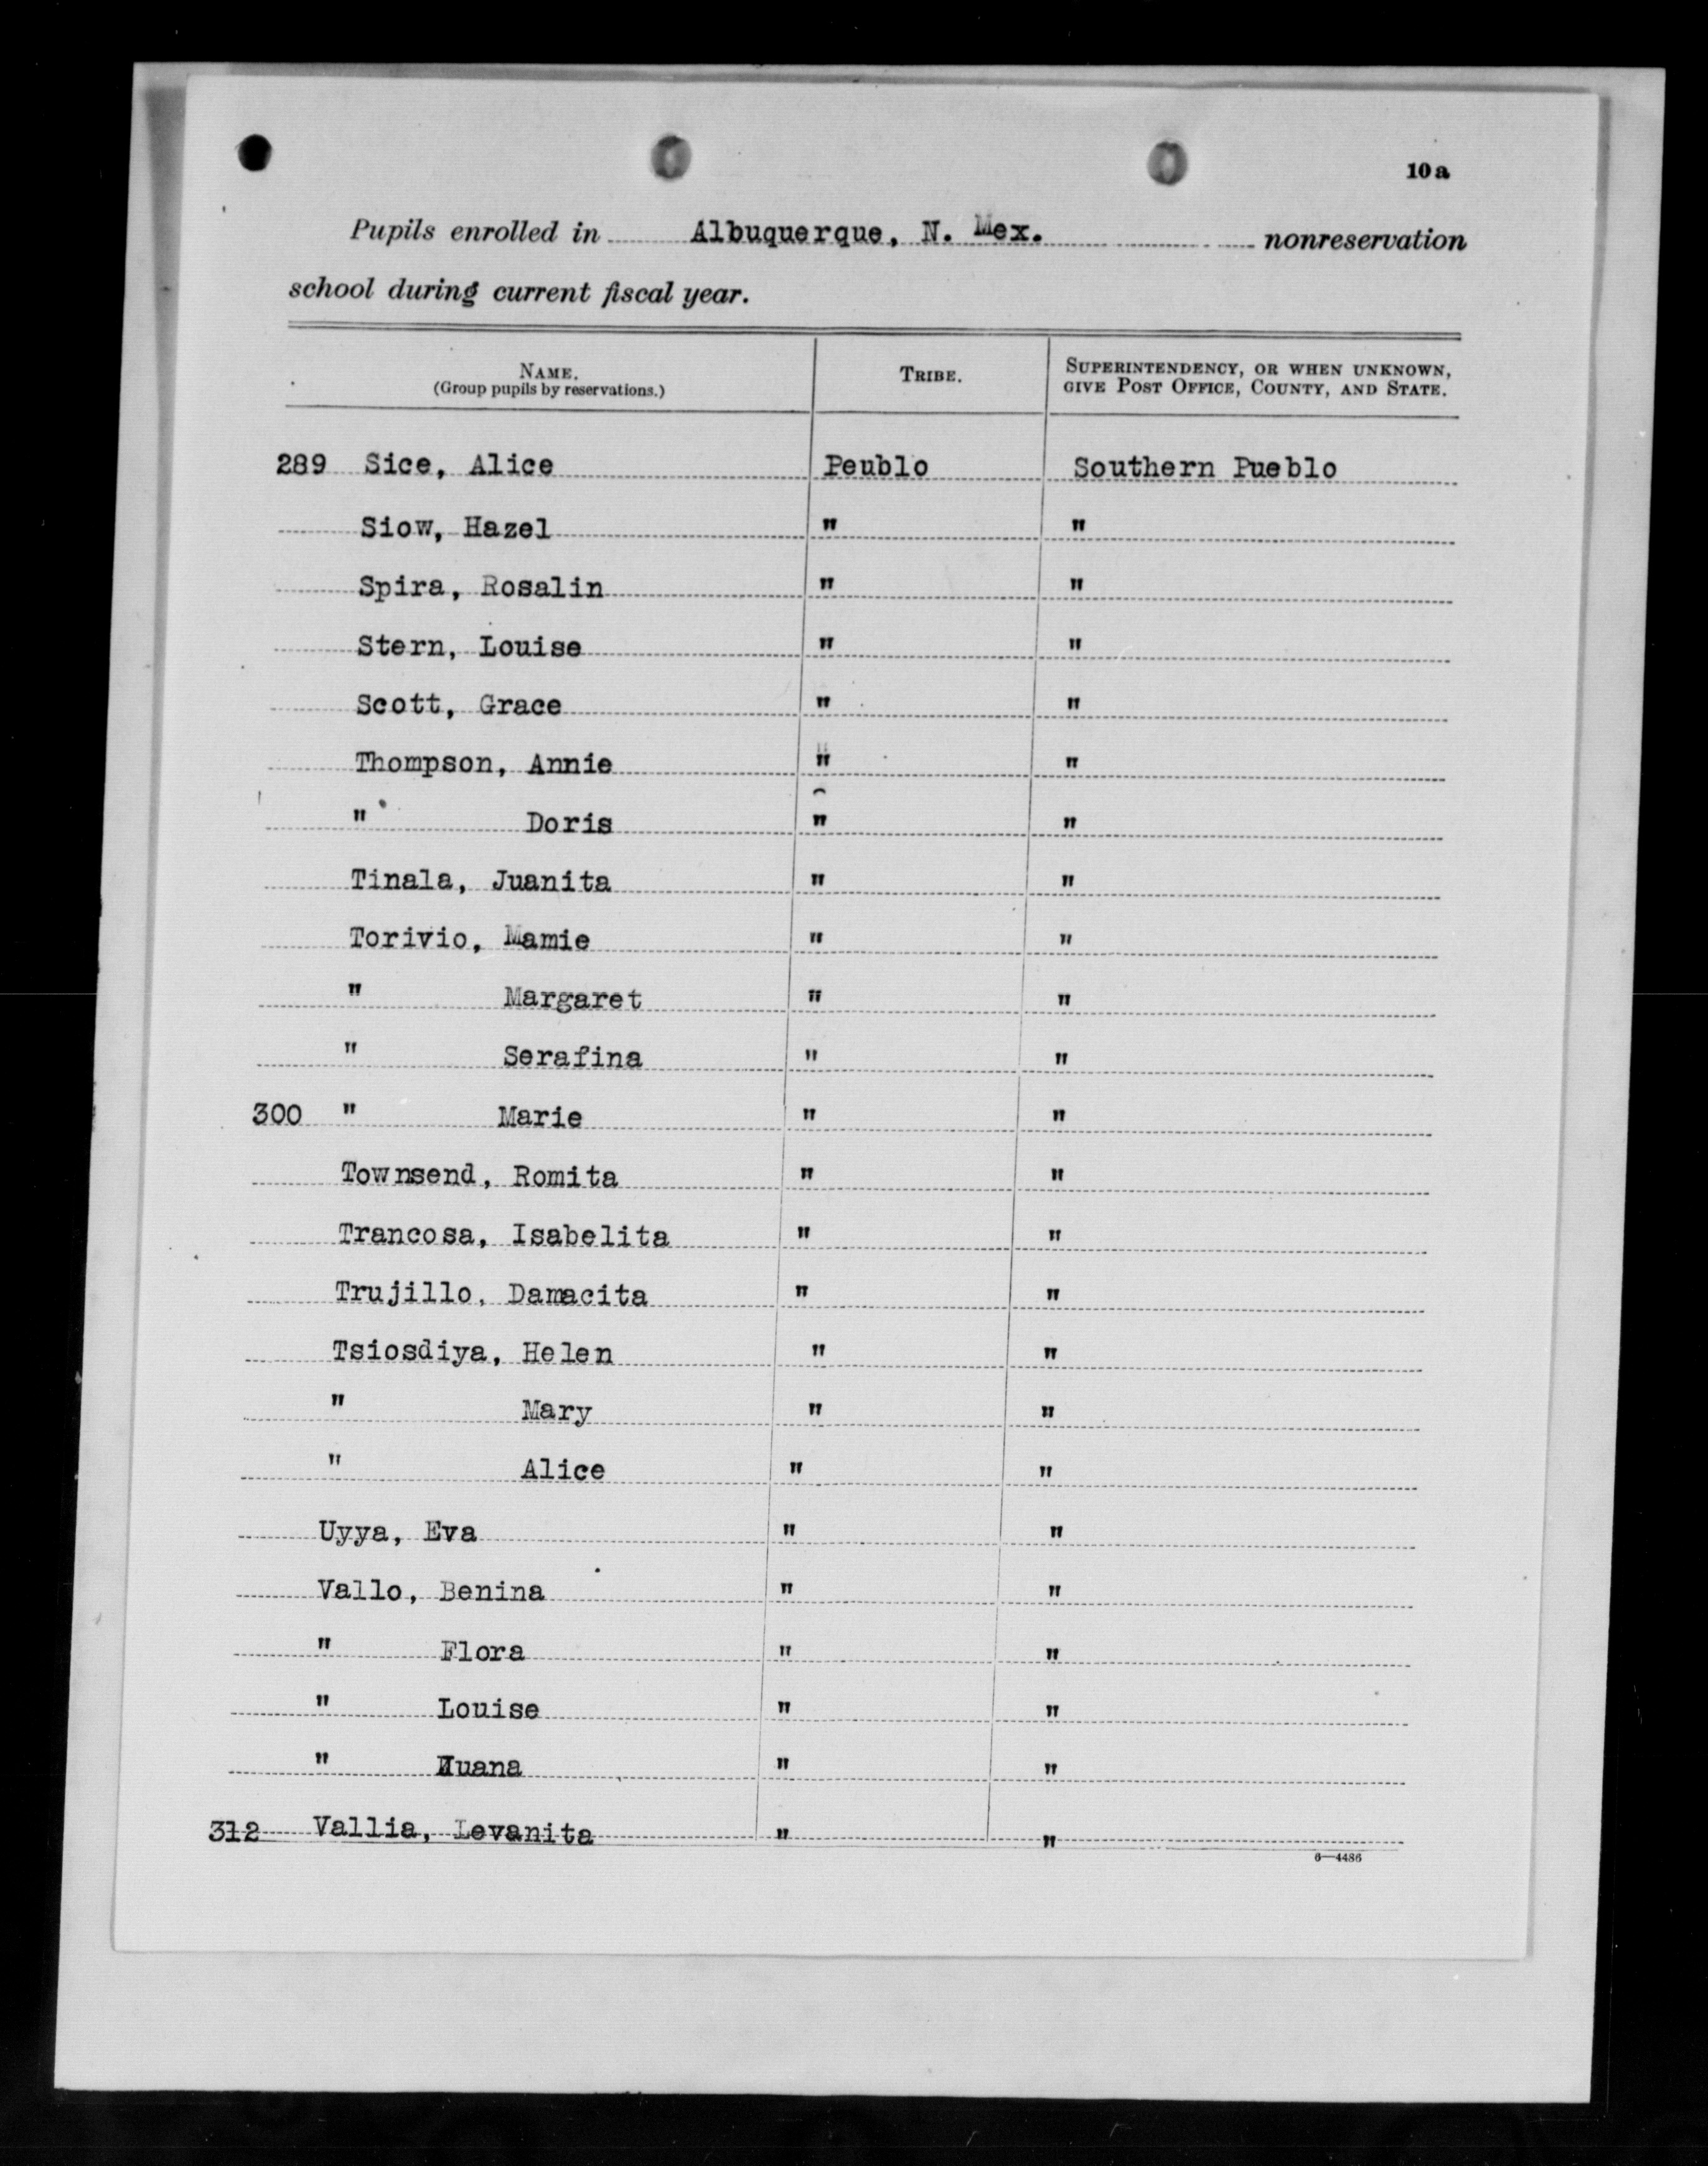 10a
Pupils enrolled in Albuquerque, N. Mex. nonreservation
school during current fiscal year.
NAME. TRIBE. SUPERINTENDENCY, OR WHEN UNKNOWN,
(Group pupils by reservations.) GIVE POST OFFICE, COUNTY, AND STATE.
289 Sice, Alice Peublo Southern Pueblo
Siow, Hazel " "
Spira, Rosalin " "
Stern, Louise " "
Scott, Grace " "
Thompson, Annie " "
" Doris " "
Tinala, Juanita " "
Torivio, Mamie " "
" Margaret " "
" Serafina " "
300 " Marie " "
Townsend, Romita " "
Trancosa, Isabelita " "
Trujillo, Damacita " "
Tsiosdiya, Helen " "
" Mary " "
" Alice " "
Uyya, Eva " "
Vallo, Benina " "
" Flora " "
" Louise " "
" " "
312 Vallia, Levanita " "
6—4486